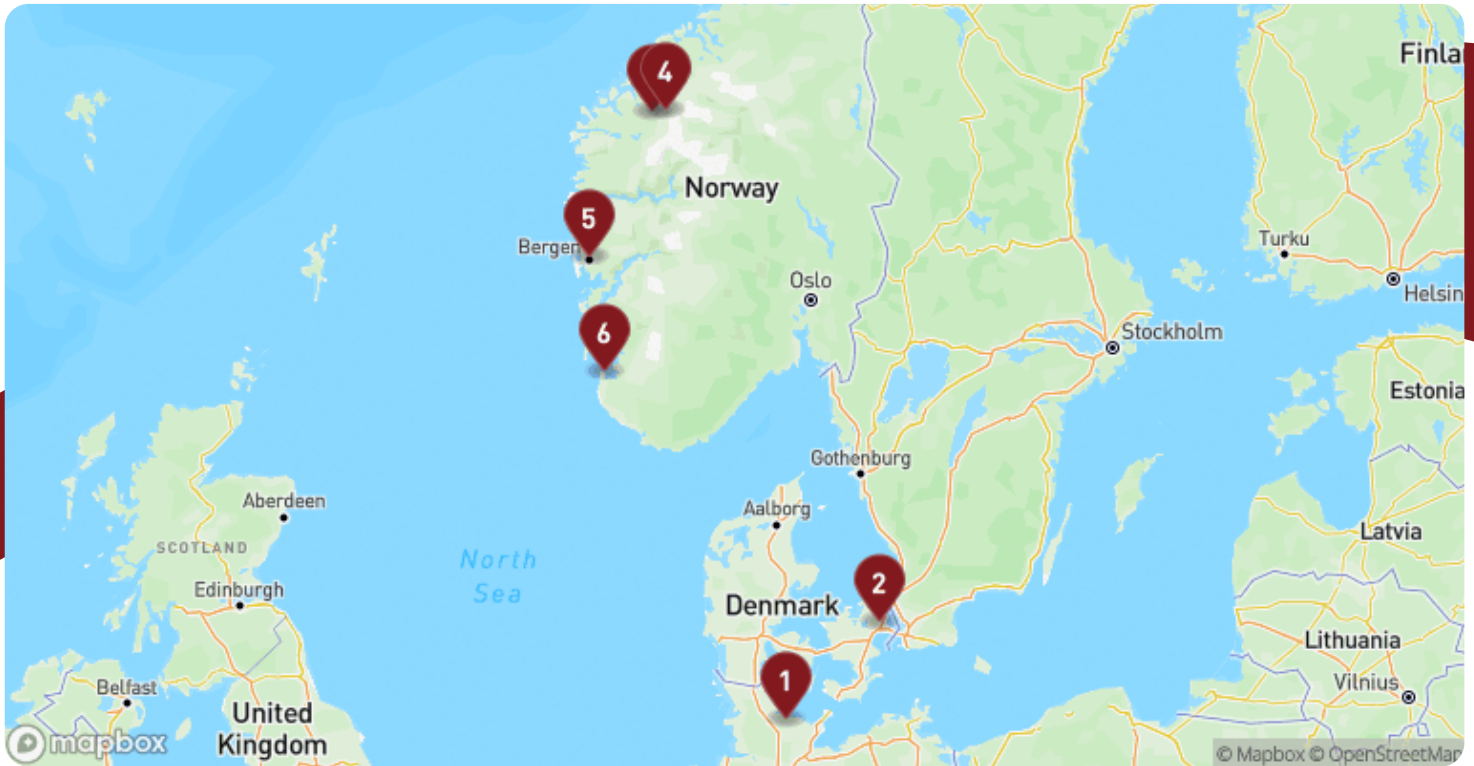 Finla
4
Norway
5
Bergen
Turku
Oslo
Helsin
6
Stockholm
Estonia
Gothenburg
Aberdeen
Aalborg
Latvia
SCOTLAND
North
Sea
2
Edinburgh
Denmark
Lithuania
1
Belfast
Vilnius
United
Kingdom
mapbox
© Mapbox © OpenStreetMap